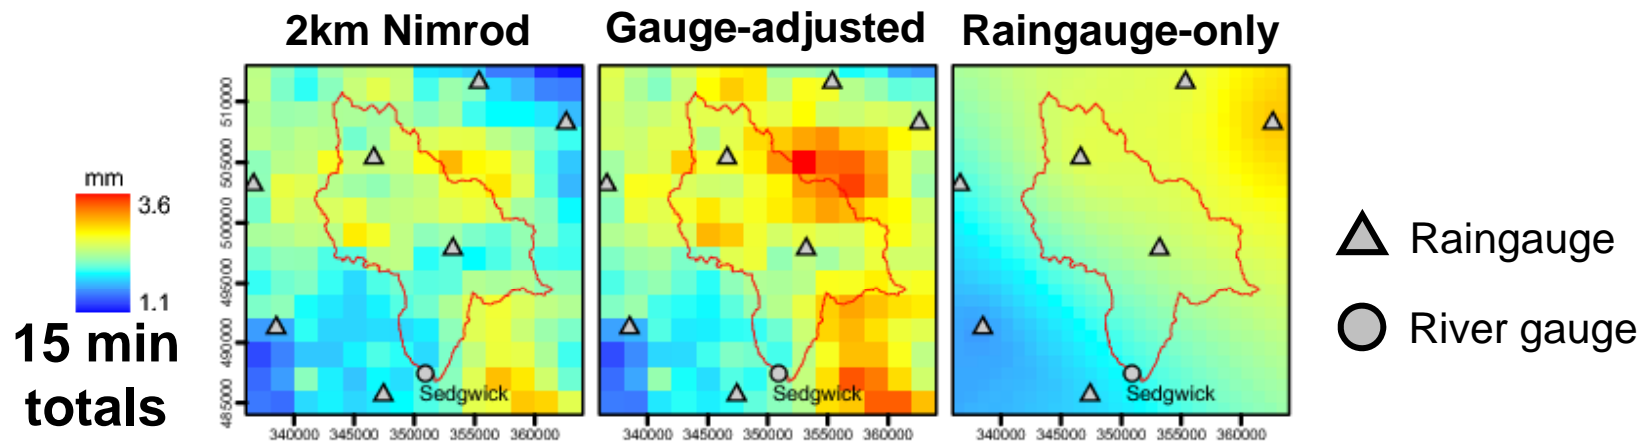 2km Nimrod
Gauge-adjusted
Raingauge-only
mm
3.6
1.1
15 min
totals
510000
505000
500000
495000
490000
485000
Sedgwick
340000 345000 350000 355000 360000
Sedgwick
340000 345000 350000 355000 360000
Sedgwick
340000 345000 350000 355000 360000
Raingauge
River gauge